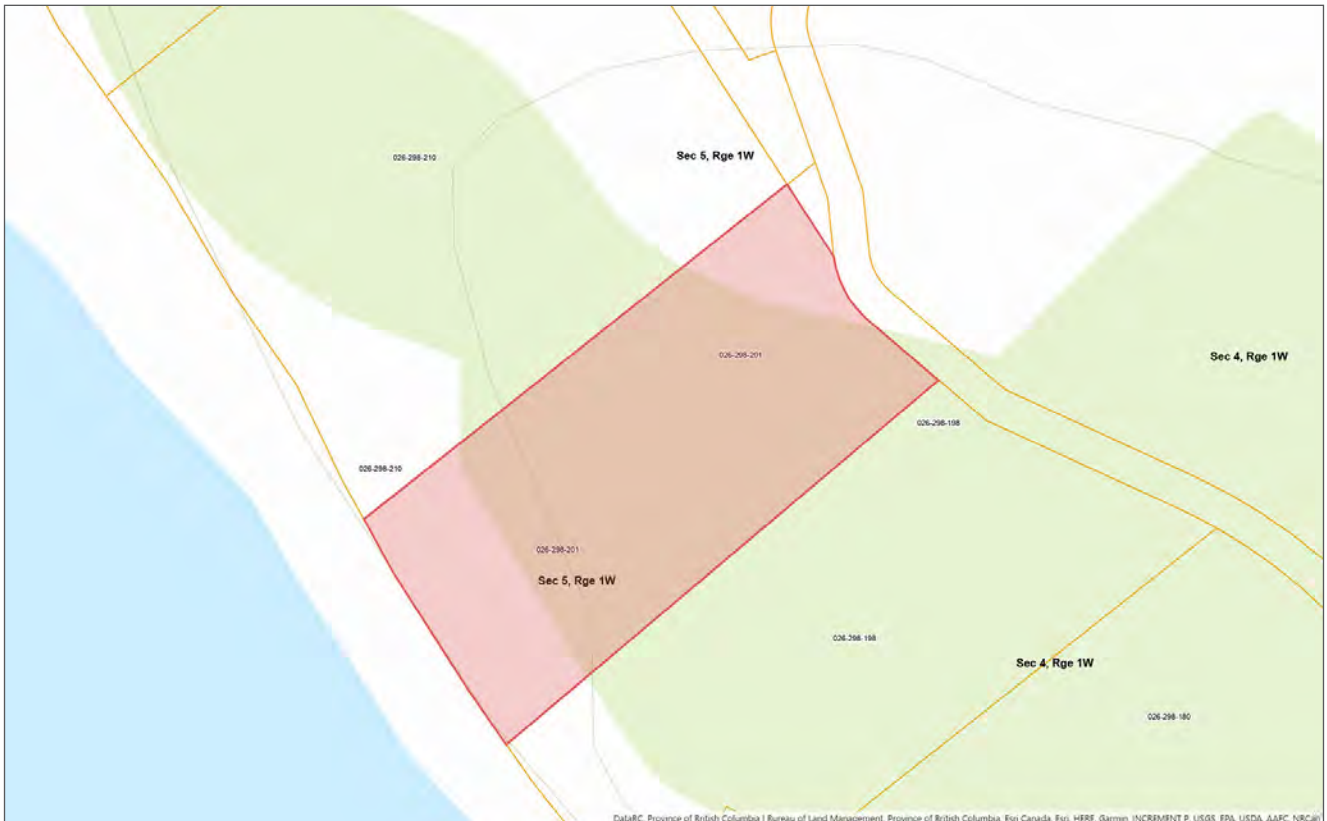 026-298-210
Sec 5, Rge 1W
026-298-201
Sec 4, Rge 1W
026-298-198
026-298-210
026-298-201
Sec 5, Rge 1W
026-298-198
Sec 4, Rge 1W
026-298-180
DataBC, Province of British Columbia | Bureau of Land Management, Province of British Columbia, Esri Canada, Esri, HERE, Garmin, INCREMENT P, USGS, EPA, USDA, AAFC, NRCan